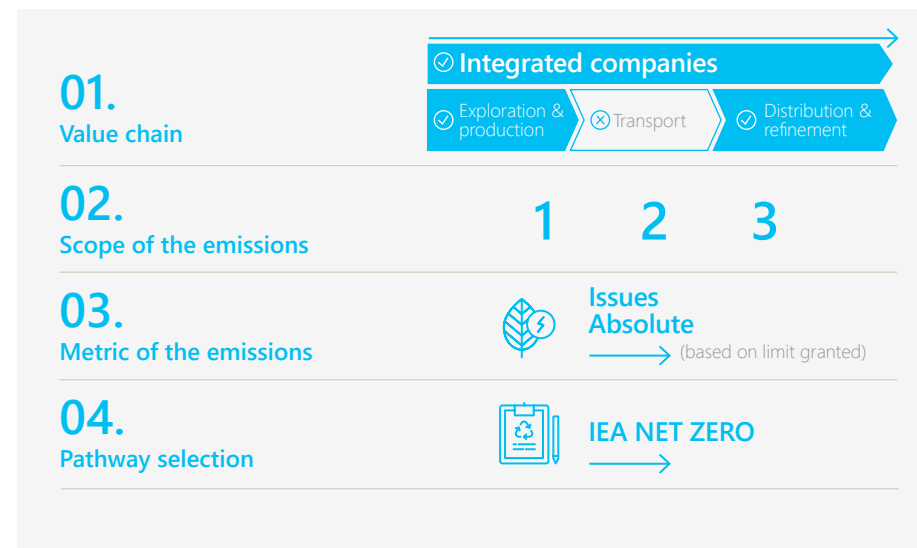 01.
Value chain
Integrated companies
Exploration &
production
Transport
Distribution &
refinement
02.
Scope of the emissions
1 2 3
03.
Metric of the emissions
Issues
Absolute
(based on limit granted)
04.
Pathway selection
IEA NET ZERO